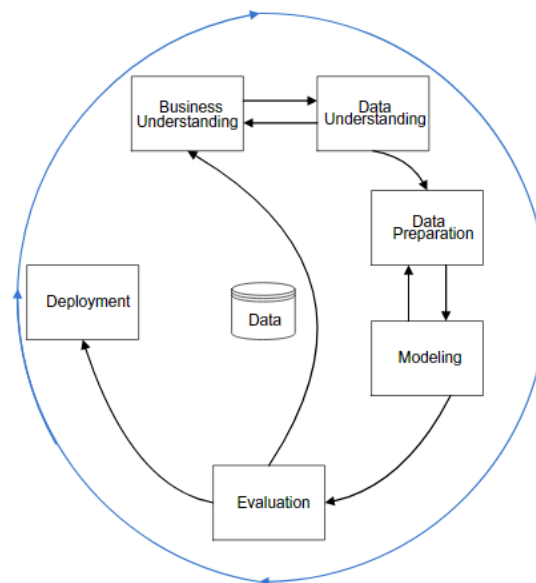 Business
Understanding
Data
Understanding
Data
Preparation
Deployment
Data
Modeling
Evaluation